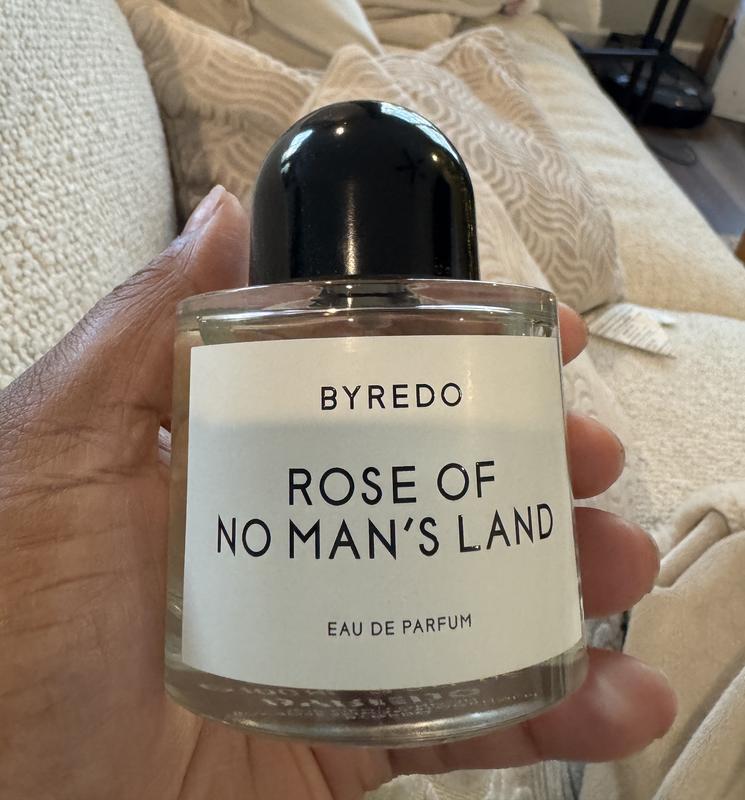 BYREDO
ROSE OF
NO MAN'S LAND
EAU DE PARFUM